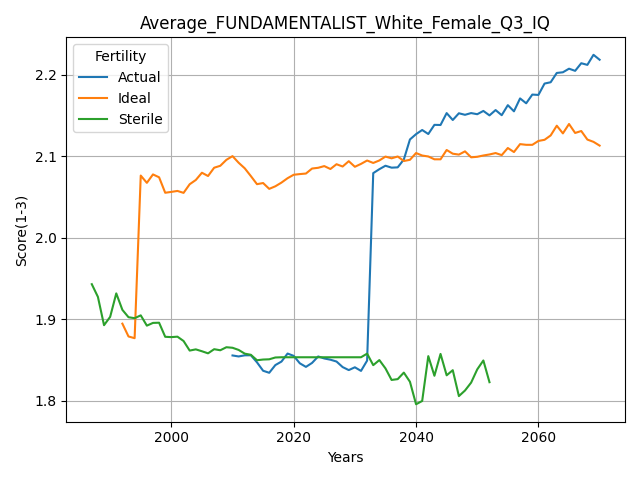 Average_FUNDAMENTALIST_White_Female_Q3_IQ
Fertility
Actual
Ideal
Sterile
Score(1-3)
2.2
2.1
2.0
1.9
1.8
2000
2020
2040
2060
Years